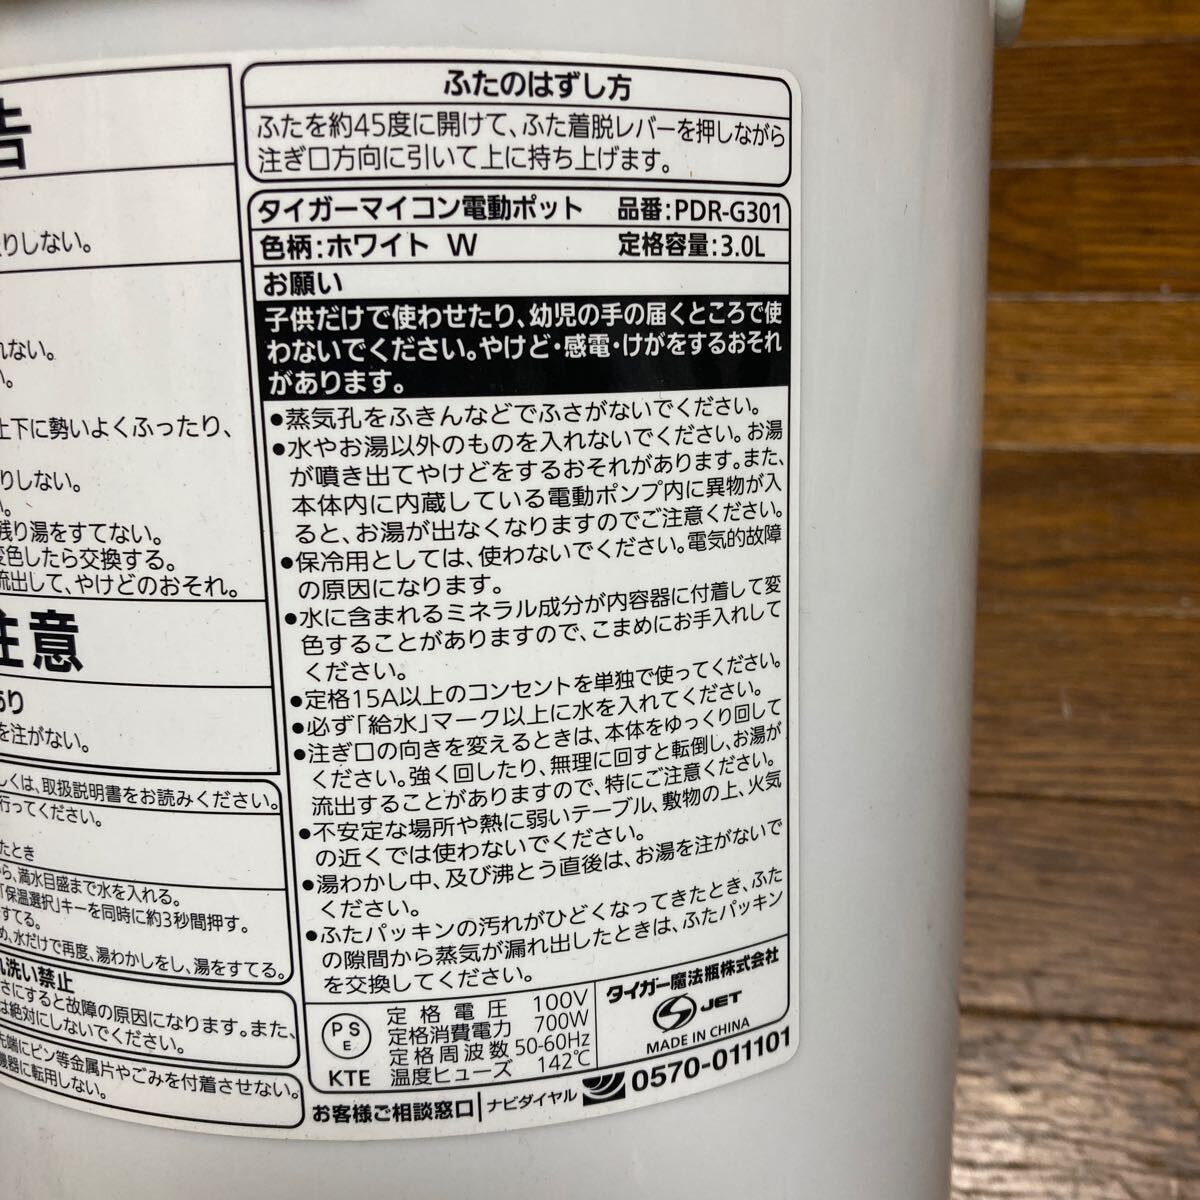 告
りしない。
れない。
い。
上下に勢いよくふったり、
りしない。
い。
残り湯をすてない。
変色したら交換する。
流出して、やけどのおそれ。
注意
あり
を注がない。
しくは、取扱説明書をお読みください。
行ってください。
たとき
から、満水目盛まで水を入れる。
「保温選択」キーを同時に約3秒間押す。
すてる。
め、水だけで再度、湯わかしをし、湯をすてる。
れ洗い禁止
さにすると故障の原因になります。また、
は絶対にしないでください。
先端にピン等金属片やごみを付着させない。
機器に転用しない。
ふたのはずし方
ふたを約45度に開けて、ふた着脱レバーを押しながら
注ぎ口方向に引いて上に持ち上げます。
タイガーマイコン電動ポット 品番:PDR-G301
色柄:ホワイト W 定格容量:3.0L
お願い
子供だけで使わせたり、幼児の手の届くところで使
わないでください。やけど・感電・けがをするおそれ
があります。
●蒸気孔をふきんなどでふさがないでください。
●水やお湯以外のものを入れないでください。お湯
が噴き出てやけどをするおそれがあります。また、
本体内に内蔵している電動ポンプ内に異物が入
ると、お湯が出なくなりますのでご注意ください。
●保冷用としては、使わないでください。電気的故障
の原因になります。
●水に含まれるミネラル成分が内容器に付着して変
色することがありますので、こまめにお手入れして
ください。
●定格15A以上のコンセントを単独で使ってください。
●必ず「給水」マーク以上に水を入れてください。
●注ぎ口の向きを変えるときは、本体をゆっくり回して
ください。強く回したり、無理に回すと転倒し、お湯が
流出することがありますので、特にご注意ください。
●不安定な場所や熱に弱いテーブル、敷物の上、火気
の近くでは使わないでください。
●湯わかし中、及び沸とう直後は、お湯を注がないで
ください。
●ふたパッキンの汚れがひどくなってきたとき、ふた
の隙間から蒸気が漏れ出したときは、ふたパッキン
を交換してください。
PSE
KTE
定格電圧 100V
定格消費電力 700W
定格周波数 50-60Hz
温度ヒューズ 142℃
タイガー魔法瓶株式会社
JET
MADE IN CHINA
お客様ご相談窓口 ナビダイヤル 0570-011101